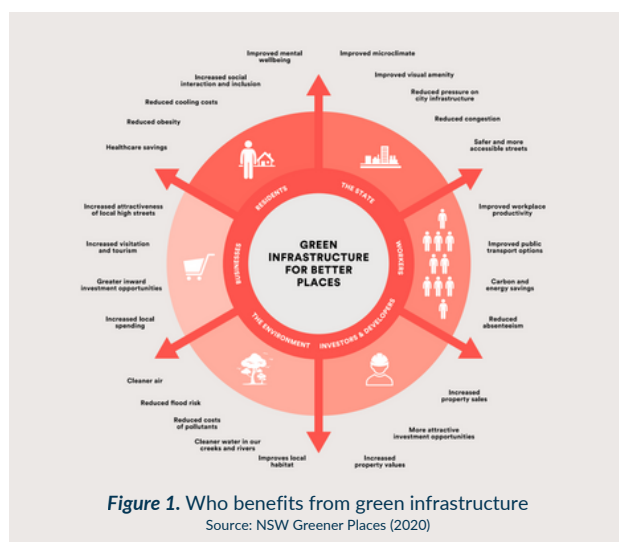 Improved mental
wellbeing
Increased social
interaction and inclusion
Reduced cooling costs
Reduced obesity
Healthcare savings
Improved microclimate
Improved visual amenity
Reduced pressure on
city infrastructure
Reduced congestion
Safer and more
accessible streets
RESIDENTS
THE STATE
WORKERS
INVESTORS & DEVELOPERS
THE ENVIRONMENT
BUSINESSES
GREEN
INFRASTRUCTURE
FOR BETTER
PLACES
Increased attractiveness
of local high streets
Increased visitation
and tourism
Greater inward
investment opportunities
Increased local
spending
Improved workplace
productivity
Improved public
transport options
Carbon and
energy savings
Reduced
absenteeism
Cleaner air
Reduced flood risk
Reduced costs
of pollutants
Cleaner water in our
creeks and rivers
Improves local
habitat
Increased
property sales
More attractive
investment opportunities
Increased
property values
Figure 1. Who benefits from green infrastructure
Source: NSW Greener Places (2020)